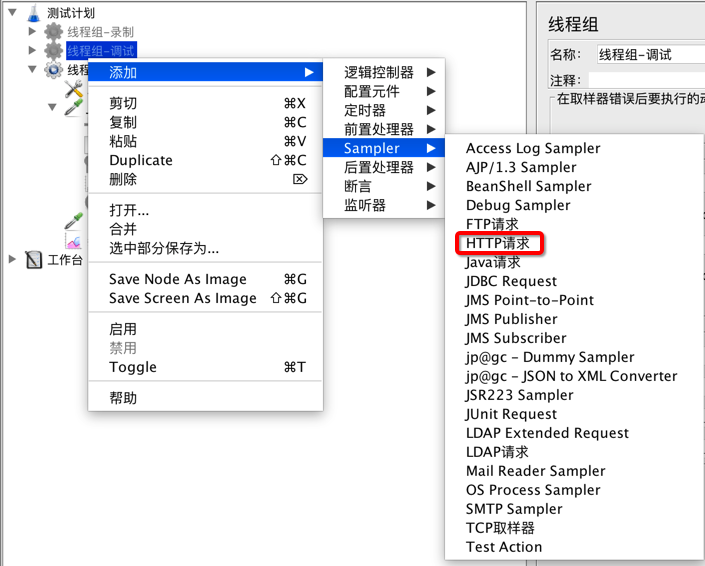 测试计划
线程组-录制
线程组-调试
线程
工作台
添加
剪切 ⌘X
复制 ⌘C
粘贴 ⌘V
Duplicate ⇧⌘C
删除 ⌦
打开...
合并
选中部分保存为...
Save Node As Image ⌘G
Save Screen As Image ⇧⌘G
启用
禁用
Toggle ⌘T
帮助
逻辑控制器
配置元件
定时器
前置处理器
Sampler
后置处理器
断言
监听器
Access Log Sampler
AJP/1.3 Sampler
BeanShell Sampler
Debug Sampler
FTP请求
HTTP请求
Java请求
JDBC Request
JMS Point-to-Point
JMS Publisher
JMS Subscriber
jp@gc - Dummy Sampler
jp@gc - JSON to XML Converter
JSR223 Sampler
JUnit Request
LDAP Extended Request
LDAP请求
Mail Reader Sampler
OS Process Sampler
SMTP Sampler
TCP取样器
Test Action
线程组
名称： 线程组-调试
注释：
在取样器错误后要执行的动